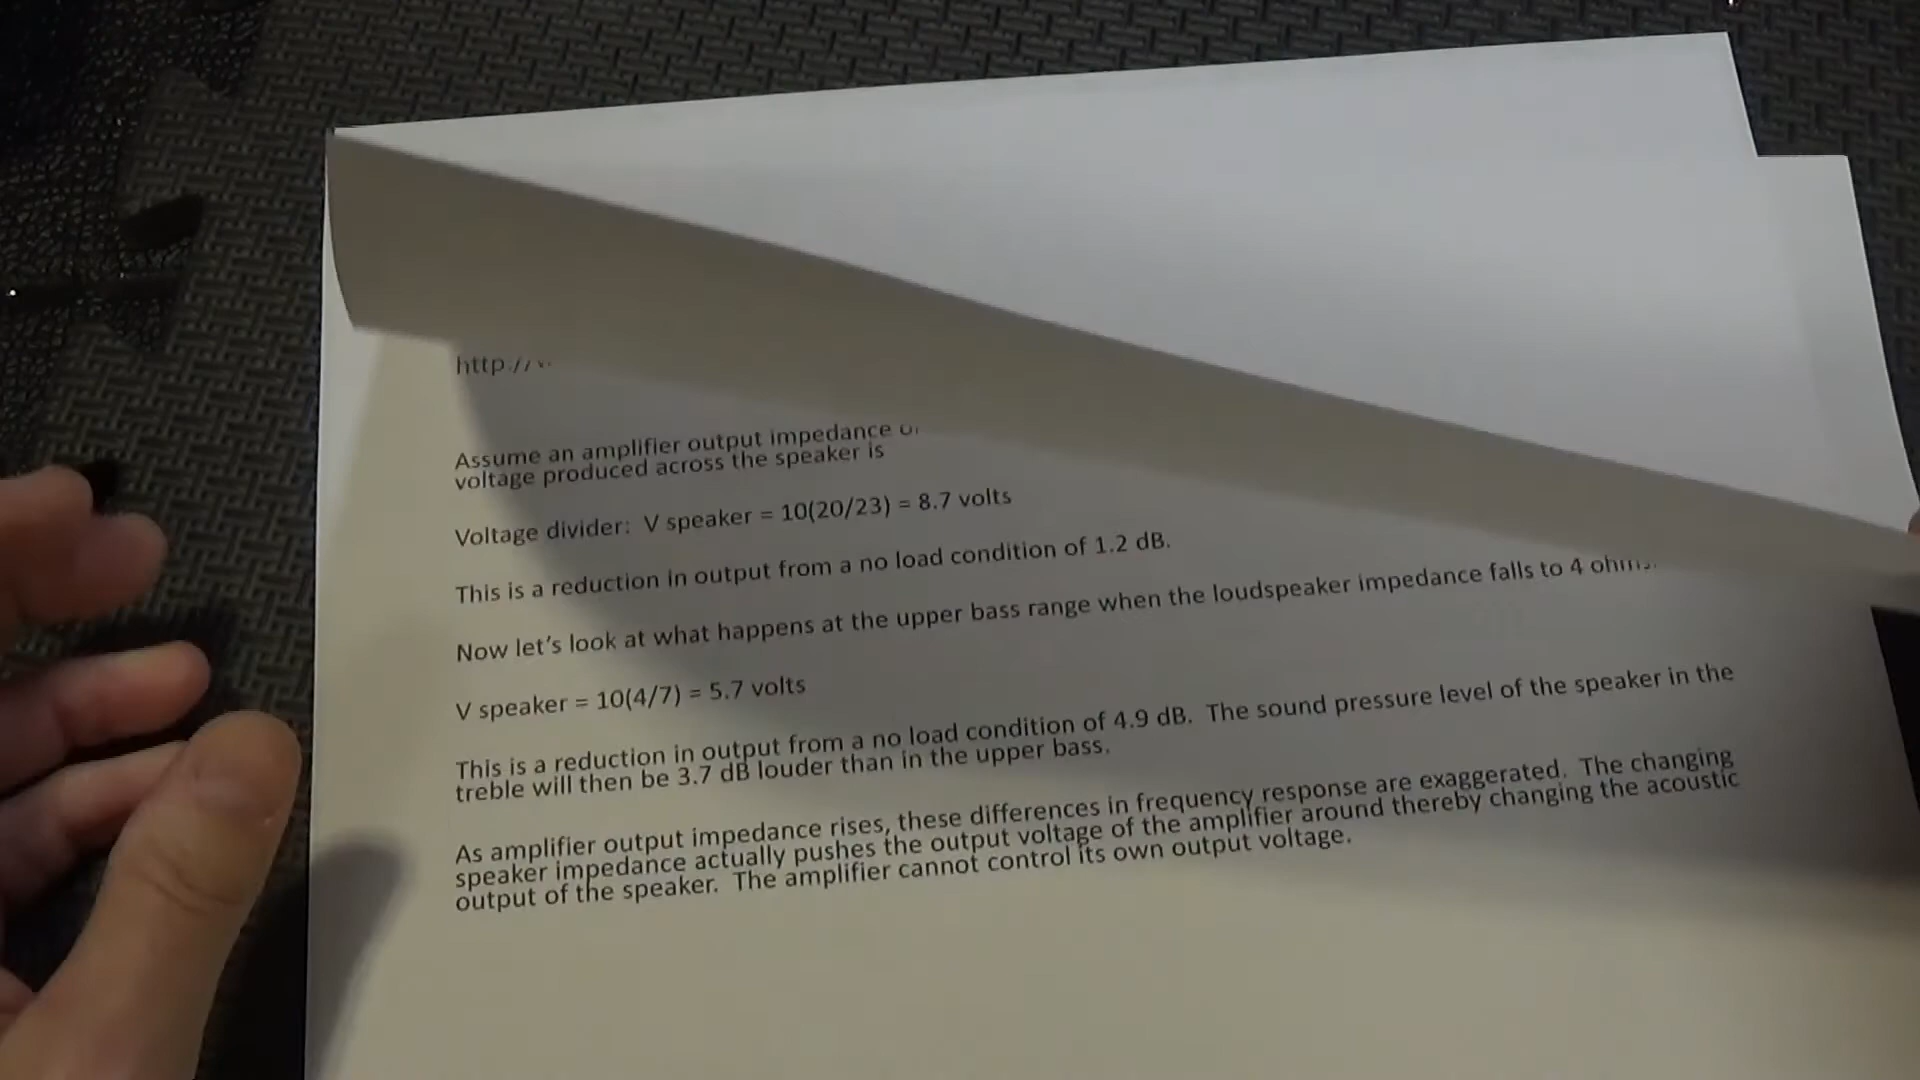 http://
Assume an amplifier output impedance
voltage produced across the speaker is
Voltage divider: V speaker = 10(20/23) = 8.7 volts
This is a reduction in output from a no load condition of 1.2 dB.
Now let's look at what happens at the upper bass range when the loudspeaker impedance falls to 4 ohms.
V speaker = 10(4/7) = 5.7 volts
This is a reduction in output from a no load condition of 4.9 dB. The sound pressure level of the speaker in the
treble will then be 3.7 dB louder than in the upper bass.
As amplifier output impedance rises, these differences in frequency response are exaggerated. The changing
speaker impedance actually pushes the output voltage of the amplifier around thereby changing the acoustic
output of the speaker. The amplifier cannot control its own output voltage.